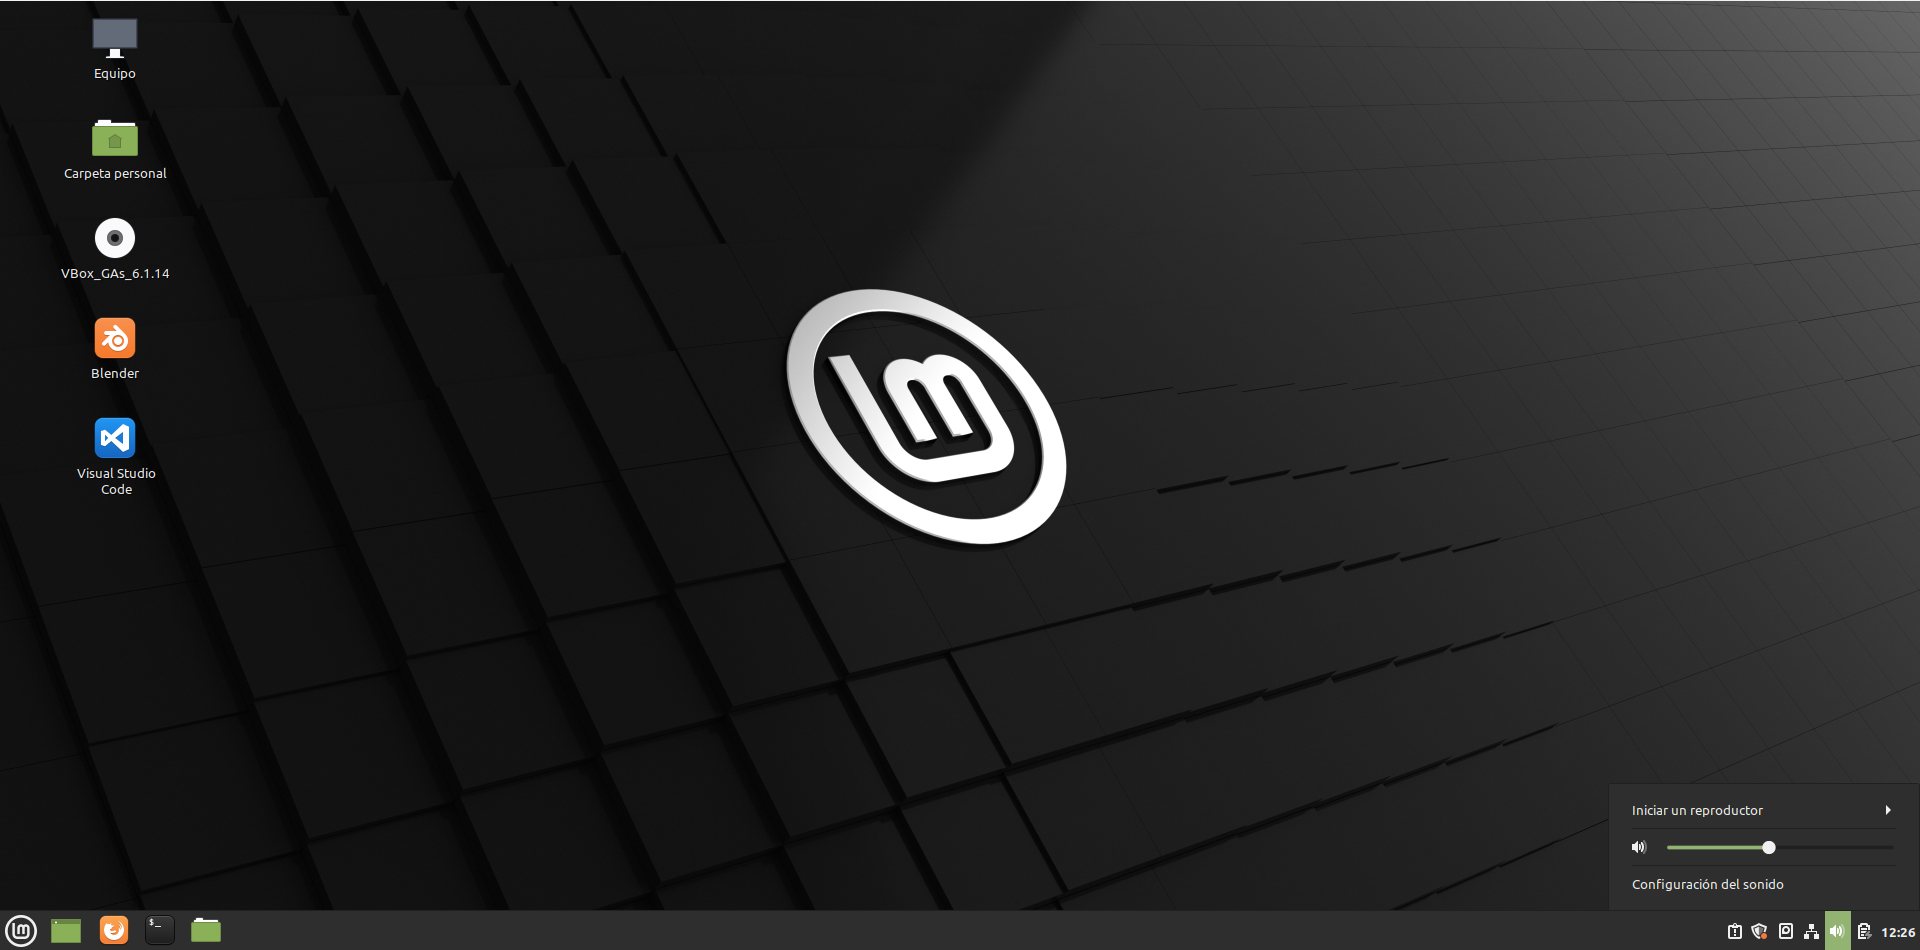 Equipo
Carpeta personal
VBox_GAs_6.1.14
Blender
Visual Studio
Code
Iniciar un reproductor
Configuración del sonido
$_
12:26